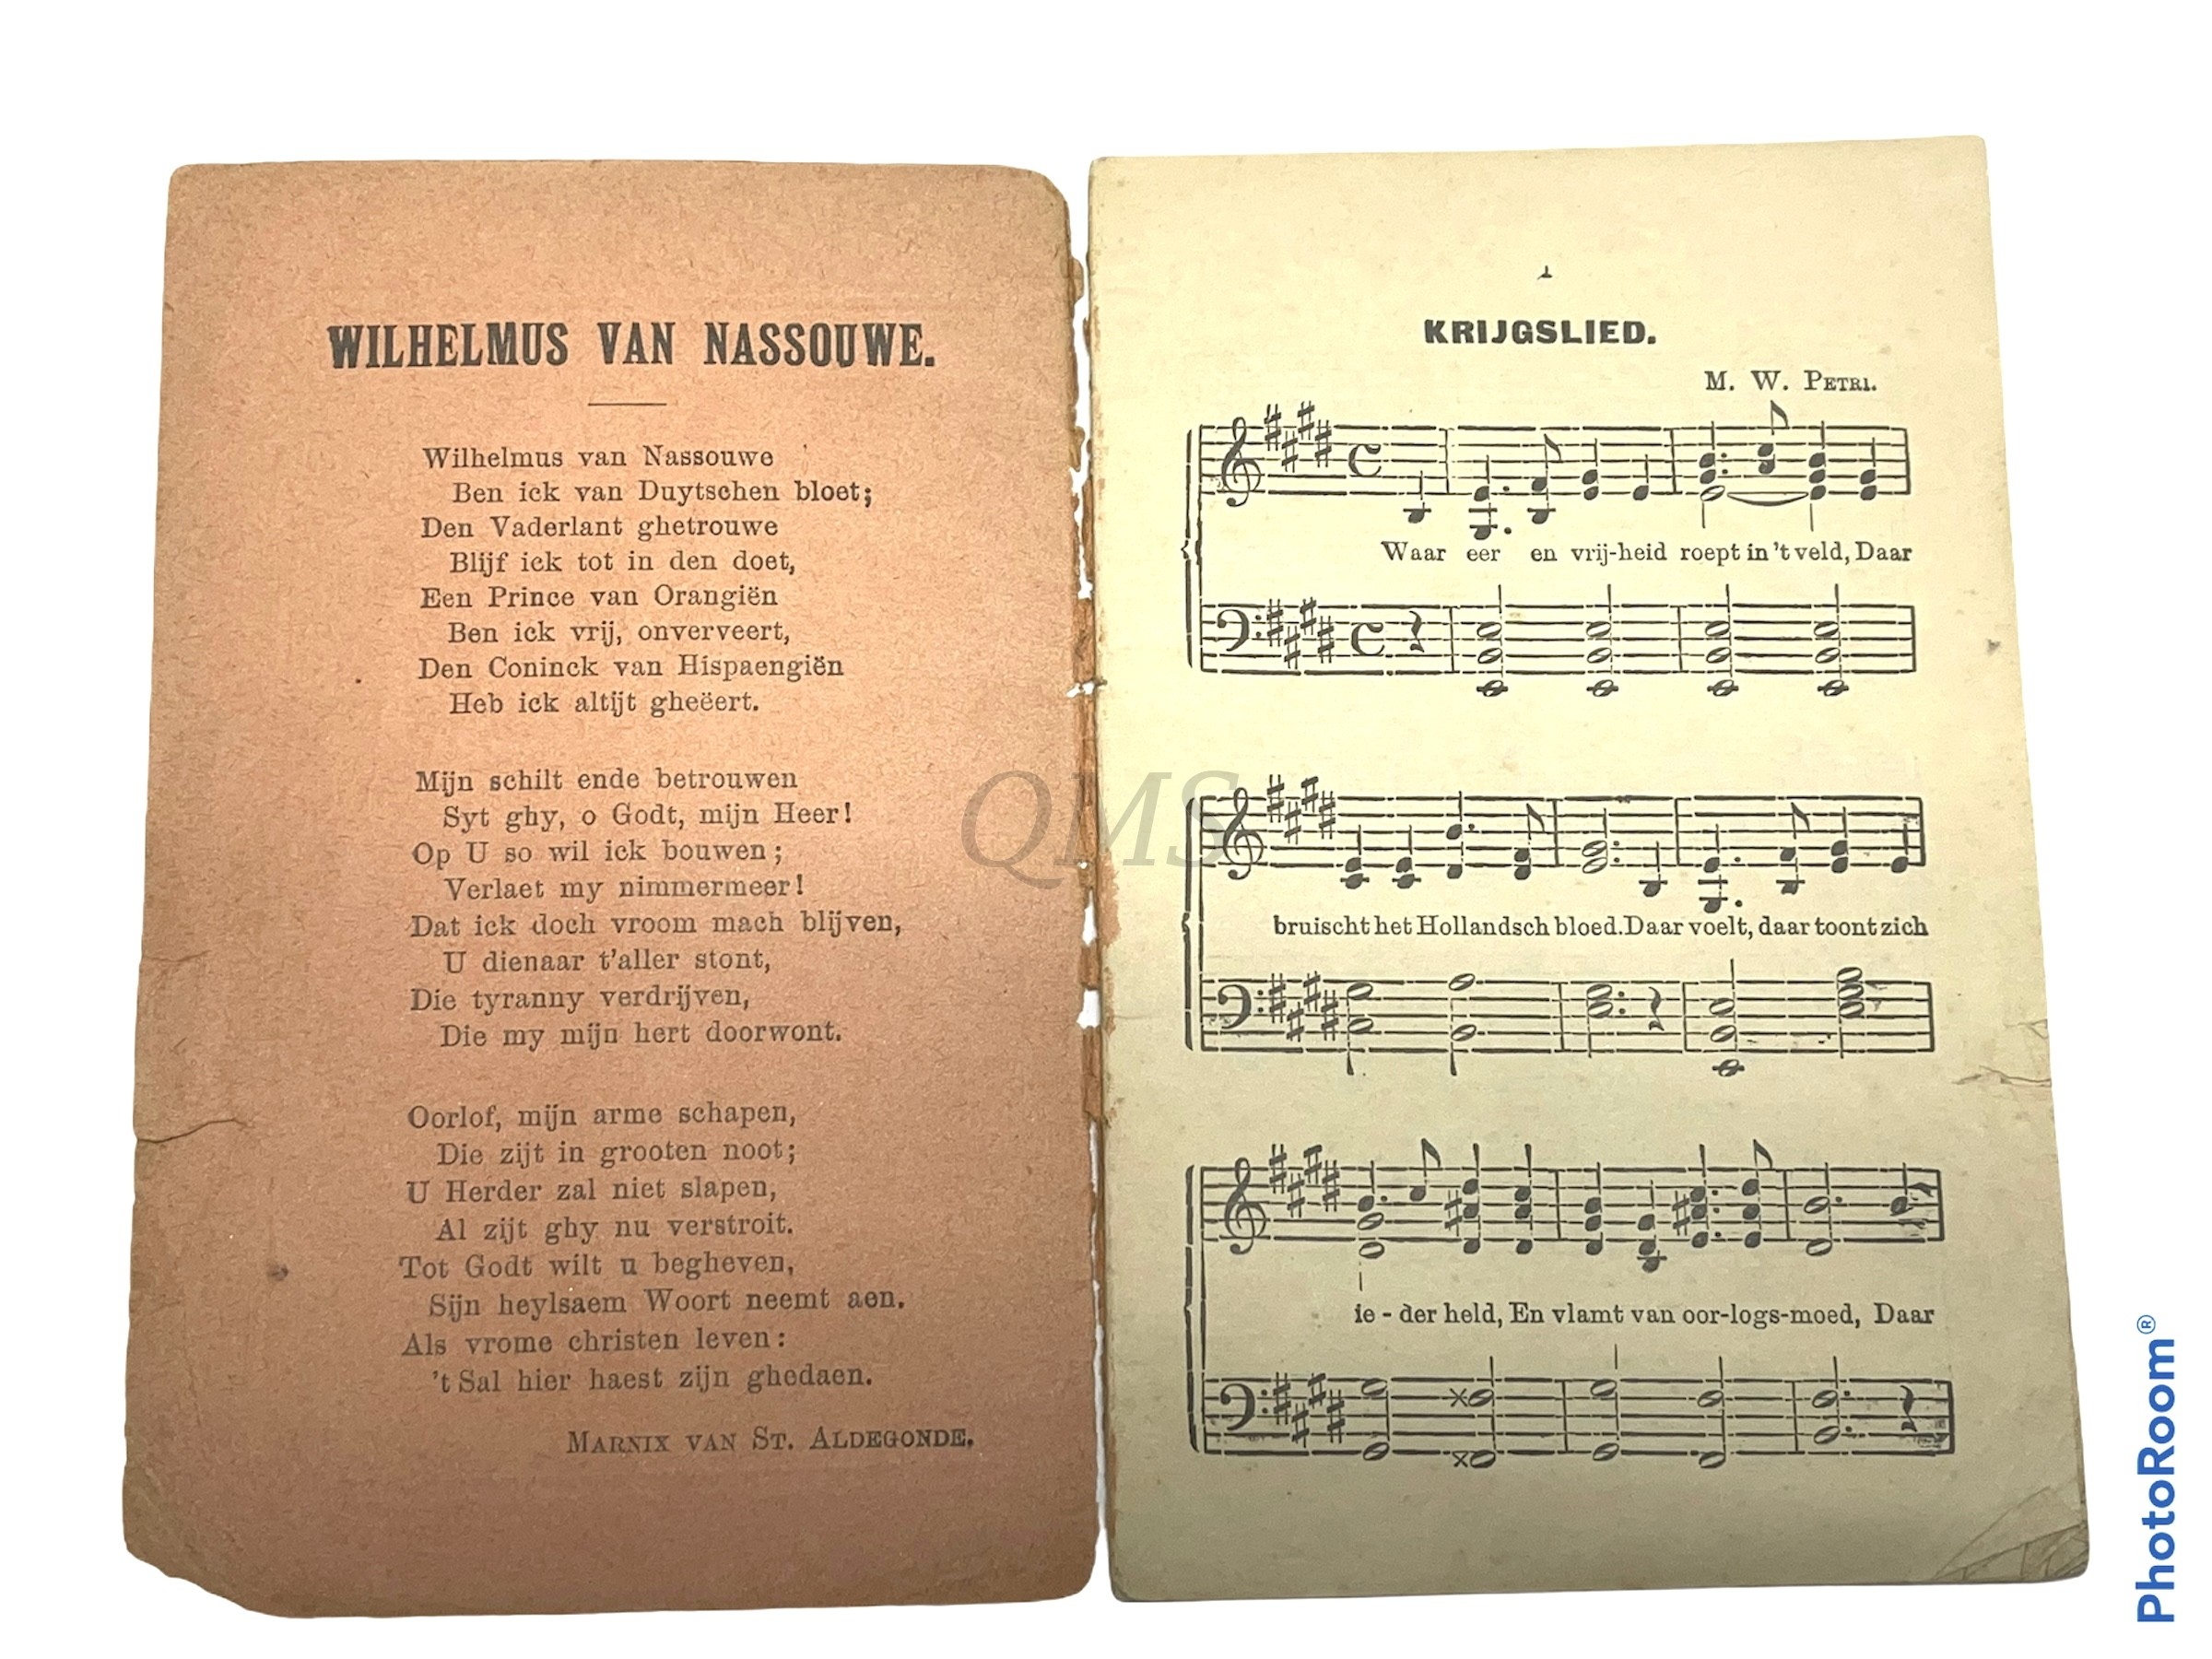 WILHELMUS VAN NASSOUWE.
Wilhelmus van Nassouwe
Ben ick van Duytschen bloet;
Den Vaderlant ghetrouwe
Blijf ick tot in den doet,
Een Prince van Orangiën
Ben ick vrij, onverveert,
Den Coninck van Hispaengiën
Heb ick altijt gheëert.
Mijn schilt ende betrouwen
Syt ghy, o Godt, mijn Heer!
Op U so wil ick bouwen;
Verlaet my nimmermeer!
Dat ick doch vroom mach blijven,
U dienaar t'aller stont,
Die tyranny verdrijven,
Die my mijn hert doorwont.
Oorlof, mijn arme schapen,
Die zijt in grooten noot;
U Herder zal niet slapen,
Al zijt ghy nu verstroit.
Tot Godt wilt u begheven,
Sijn heylsaem Woort neemt aen.
Als vrome christen leven:
't Sal hier haest zijn ghedaen.
MARNIX VAN ST. ALDEGONDE.
1
KRIJGSLIED.
M. W. PETRI.
Waar eer en vrij-heid roept in 't veld, Daar
bruischt het Hollandsch bloed. Daar voelt, daar toont zich
ie - der held, En vlamt van oor-logs-moed, Daar
QMS
PhotoRoom®